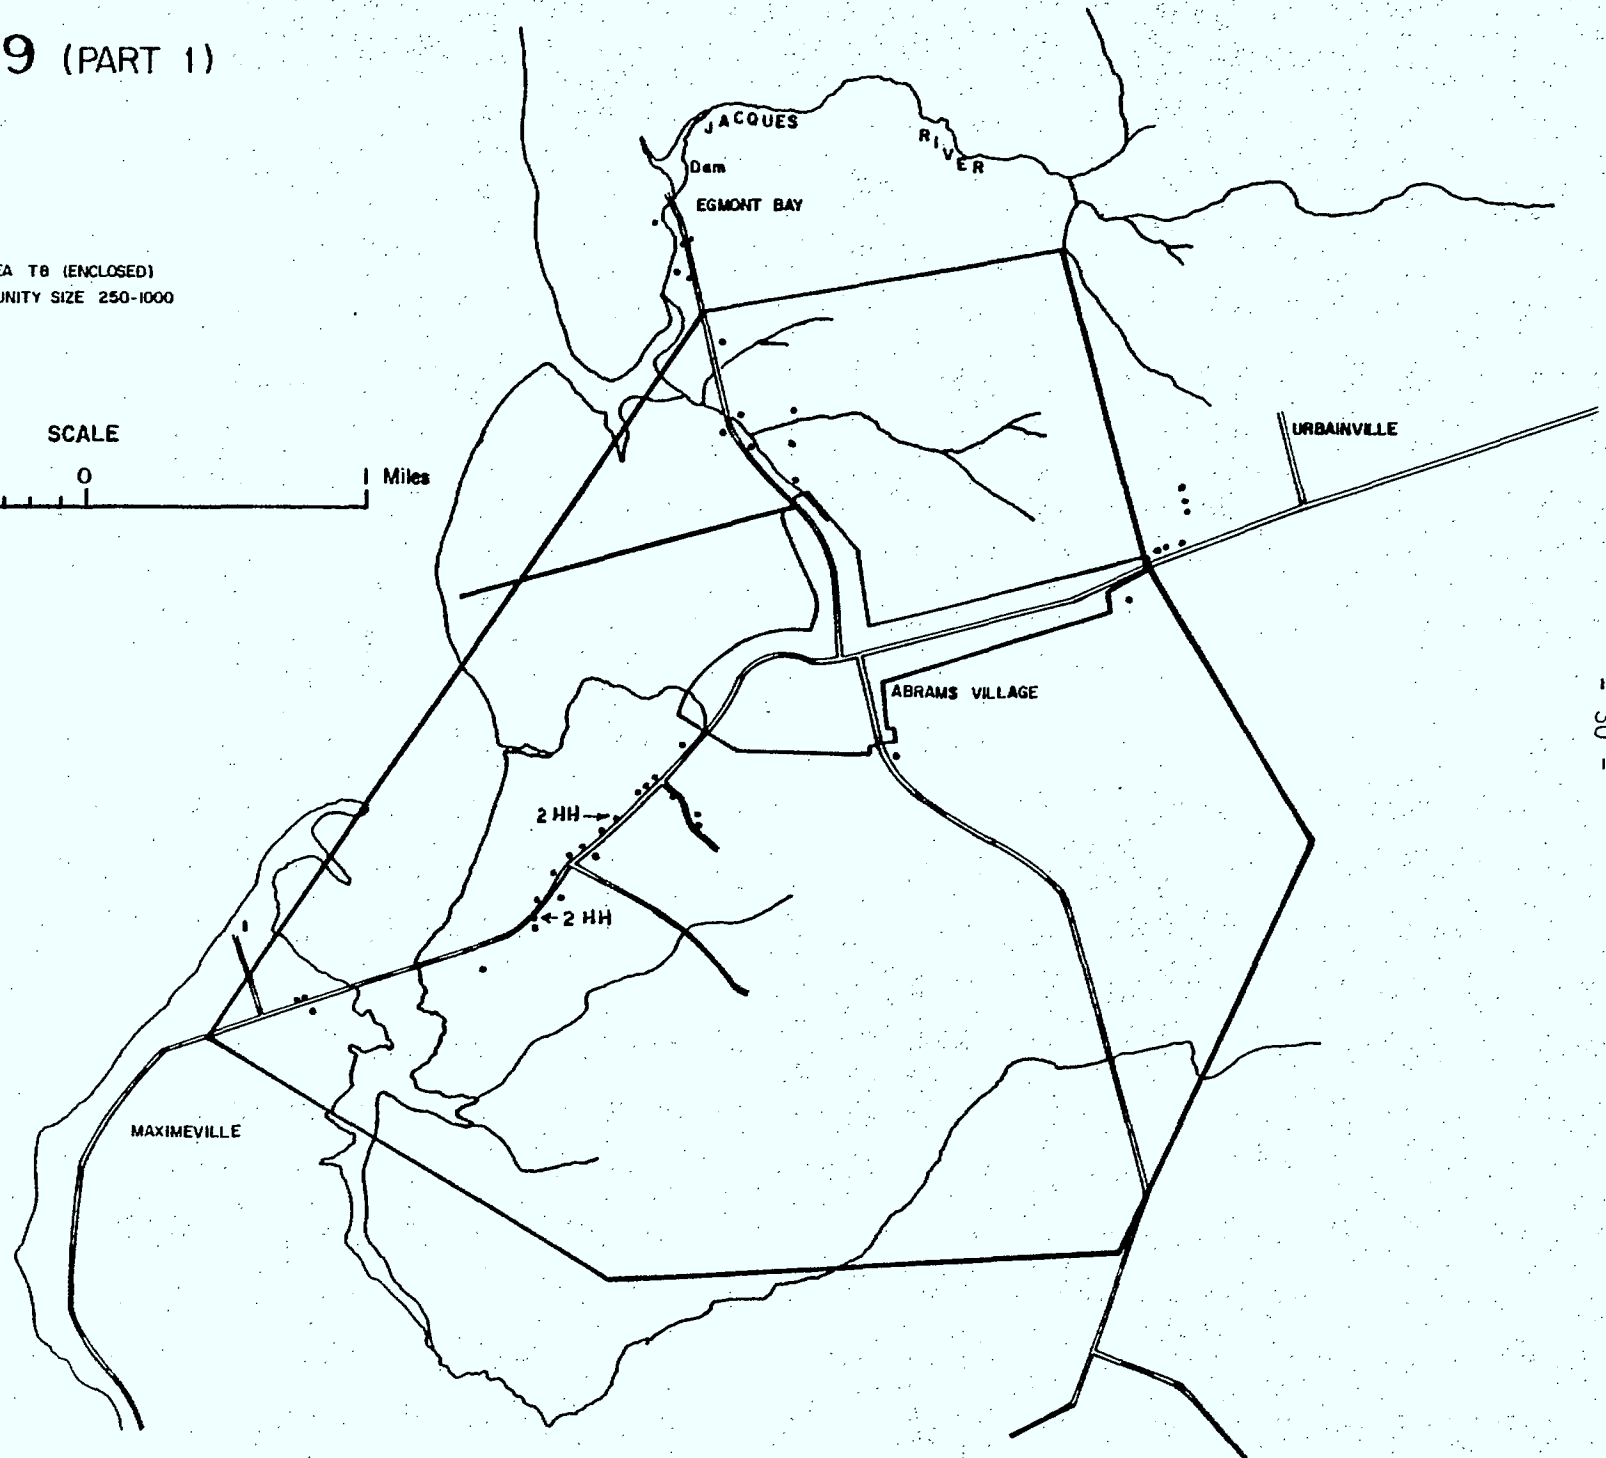 9 (PART 1)
JACQUES RIVER
Dam
EGMONT BAY
EA T8 (ENCLOSED)
UNITY SIZE 250-1000
SCALE
0 1 Miles
URBAINVILLE
ABRAMS VILLAGE
2 HH
2 HH
MAXIMEVILLE